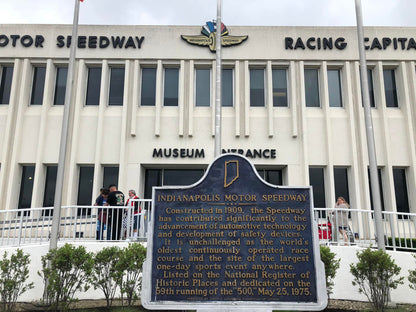 MOTOR SPEEDWAY
RACING CAPITAL
MUSEUM ENTRANCE
INDIANAPOLIS MOTOR SPEEDWAY
Constructed in 1909, the Speedway
has contributed significantly to the
advancement of automotive technology
and development of safety devices.
It is unchallenged as the world's
oldest continuously operated race
course and the site of the largest
one-day sports event anywhere.
Listed on the National Register of
Historic Places and dedicated on the
59th running of the "500," May 25, 1975.